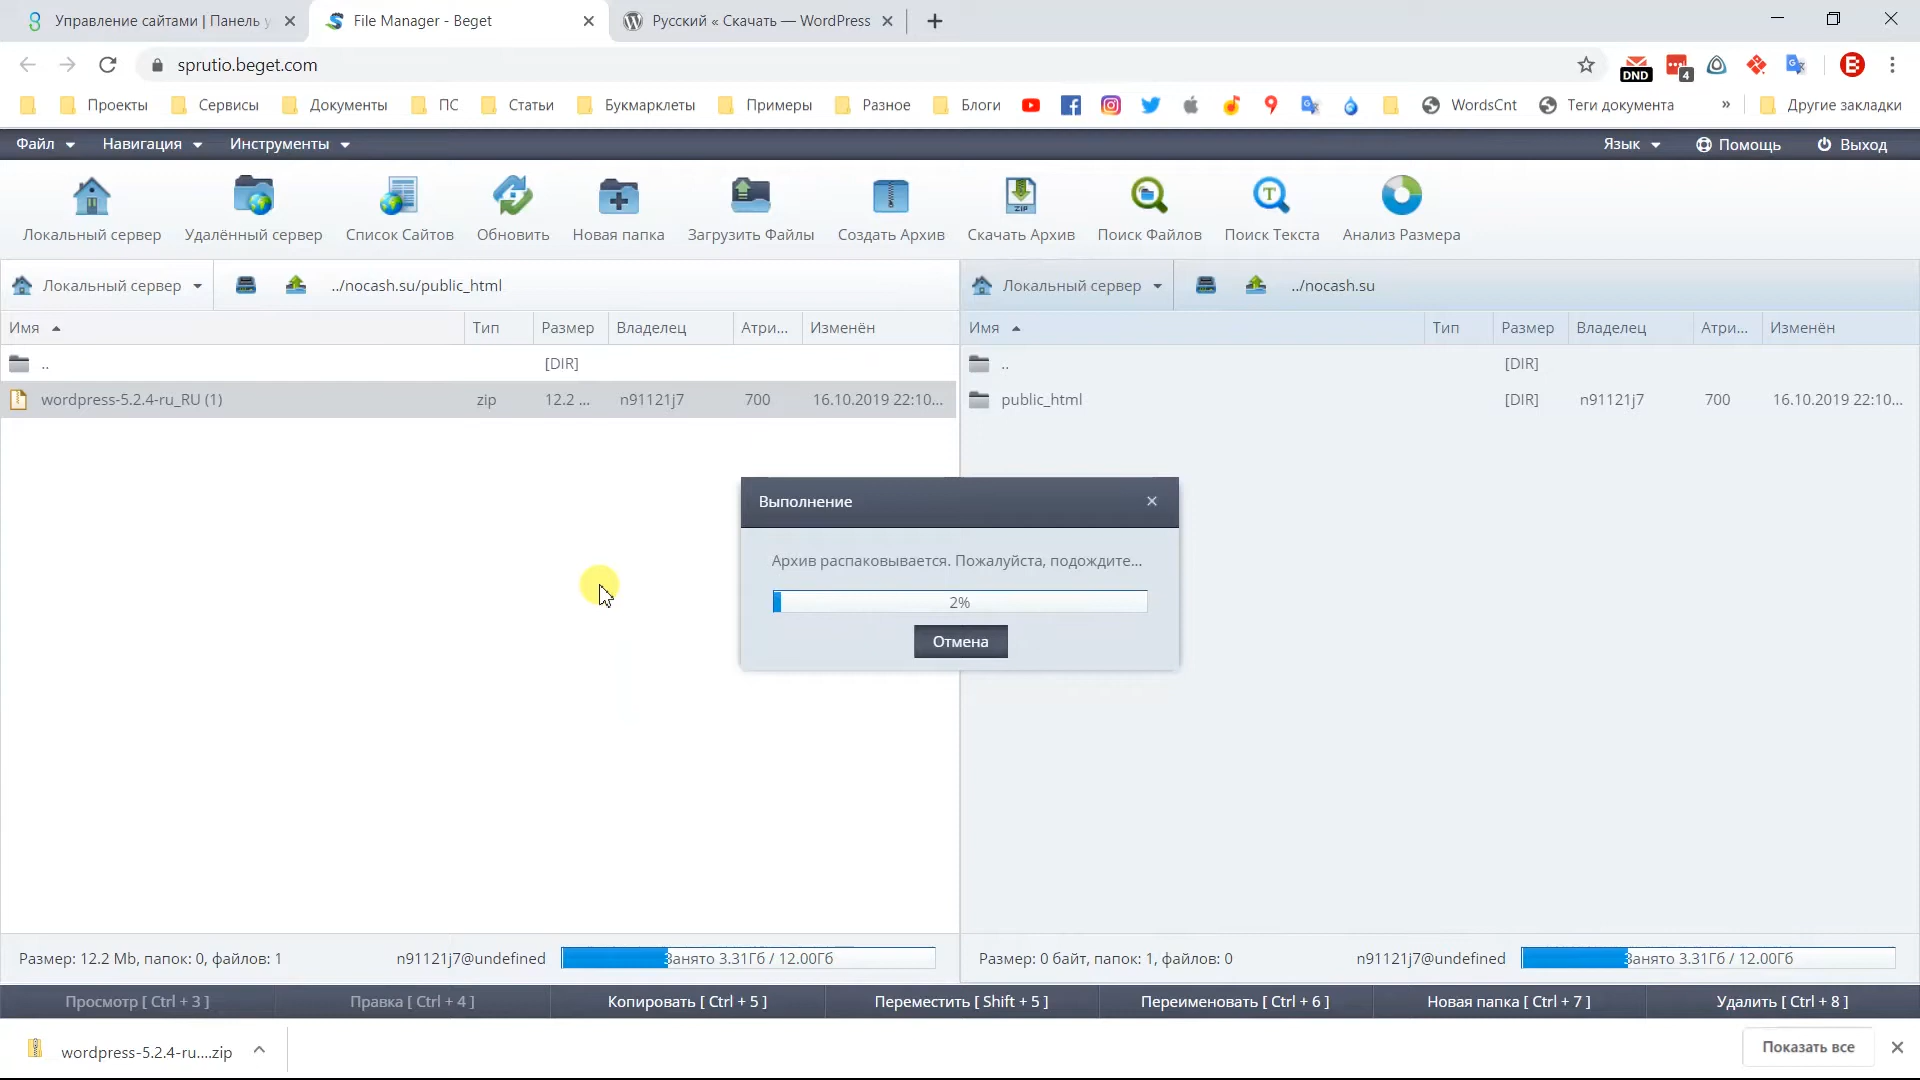 Управление сайтами | Панель у
File Manager - Beget
Русский « Скачать — WordPress
sprutio.beget.com
DND
4
Проекты
Сервисы
Документы
ПС
Статьи
Букмарклеты
Примеры
Разное
Блоги
WordsCnt
Теги документа
»
Другие закладки
Файл
Навигация
Инструменты
Язык
Помощь
Выход
Локальный сервер
Удалённый сервер
Список Сайтов
Обновить
Новая папка
Загрузить Файлы
Создать Архив
Скачать Архив
Поиск Файлов
Поиск Текста
Анализ Размера
Локальный сервер
../nocash.su/public_html
Локальный сервер
../nocash.su
Имя Тип Размер Владелец Атри... Изменён
Имя Тип Размер Владелец Атри... Изменён
.. [DIR]
.. [DIR]
wordpress-5.2.4-ru_RU (1) zip 12.2 ... n91121j7 700 16.10.2019 22:10...
public_html [DIR] n91121j7 700 16.10.2019 22:10...
Выполнение
Архив распаковывается. Пожалуйста, подождите...
2%
Отмена
Размер: 12.2 Mb, папок: 0, файлов: 1
n91121j7@undefined
Занято 3.31Гб / 12.00Гб
Размер: 0 байт, папок: 1, файлов: 0
n91121j7@undefined
Занято 3.31Гб / 12.00Гб
Просмотр [ Ctrl + 3 ]
Правка [ Ctrl + 4 ]
Копировать [ Ctrl + 5 ]
Переместить [ Shift + 5 ]
Переименовать [ Ctrl + 6 ]
Новая папка [ Ctrl + 7 ]
Удалить [ Ctrl + 8 ]
wordpress-5.2.4-ru....zip
Показать все